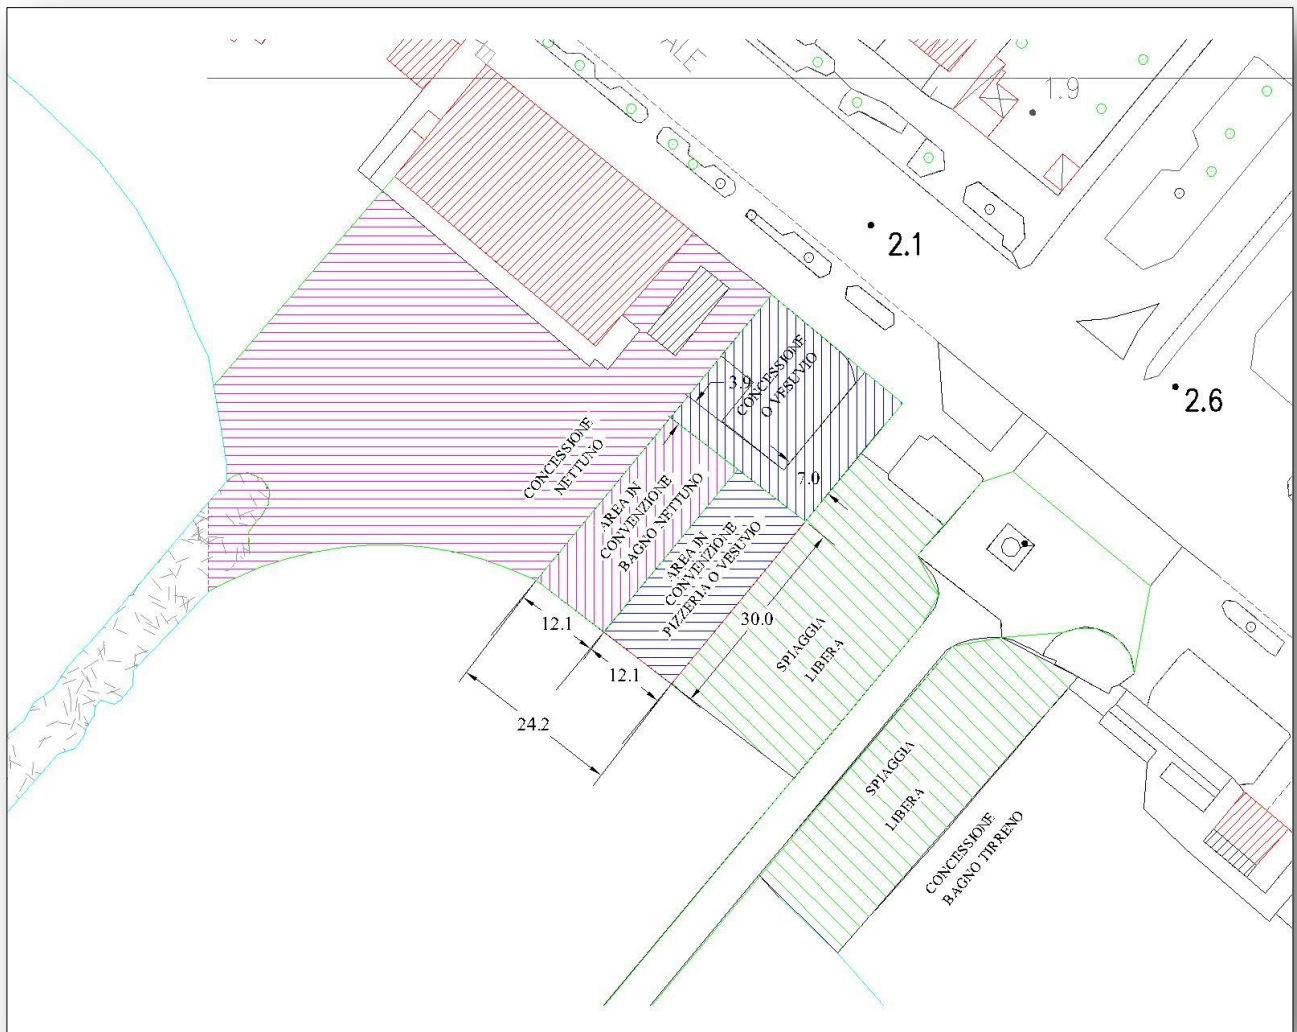 ALE
1.9
2.1
2.6
CONCESSIONE
O VESUVIO
3.9
CONCESSIONE
NETTUNO
7.0
AREA IN
CONVENZIONE
BAGNO NETTUNO
AREA IN
CONVENZIONE
PIZZERIA O VESUVIO
30.0
12.1
12.1
24.2
SPIAGGIA
LIBERA
SPIAGGIA
LIBERA
CONCESSIONE
BAGNO TIRRENO